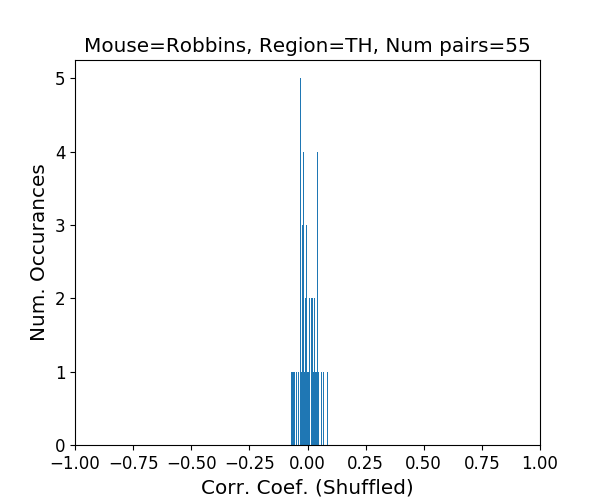 Mouse=Robbins, Region=TH, Num pairs=55
Num. Occurances
5
4
3
2
1
0
−1.00 −0.75 −0.50 −0.25 0.00 0.25 0.50 0.75 1.00
Corr. Coef. (Shuffled)